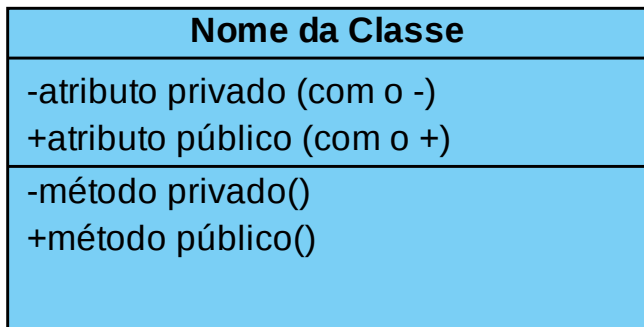 Nome da Classe
-atributo privado (com o -)
+atributo público (com o +)
-método privado()
+método público()